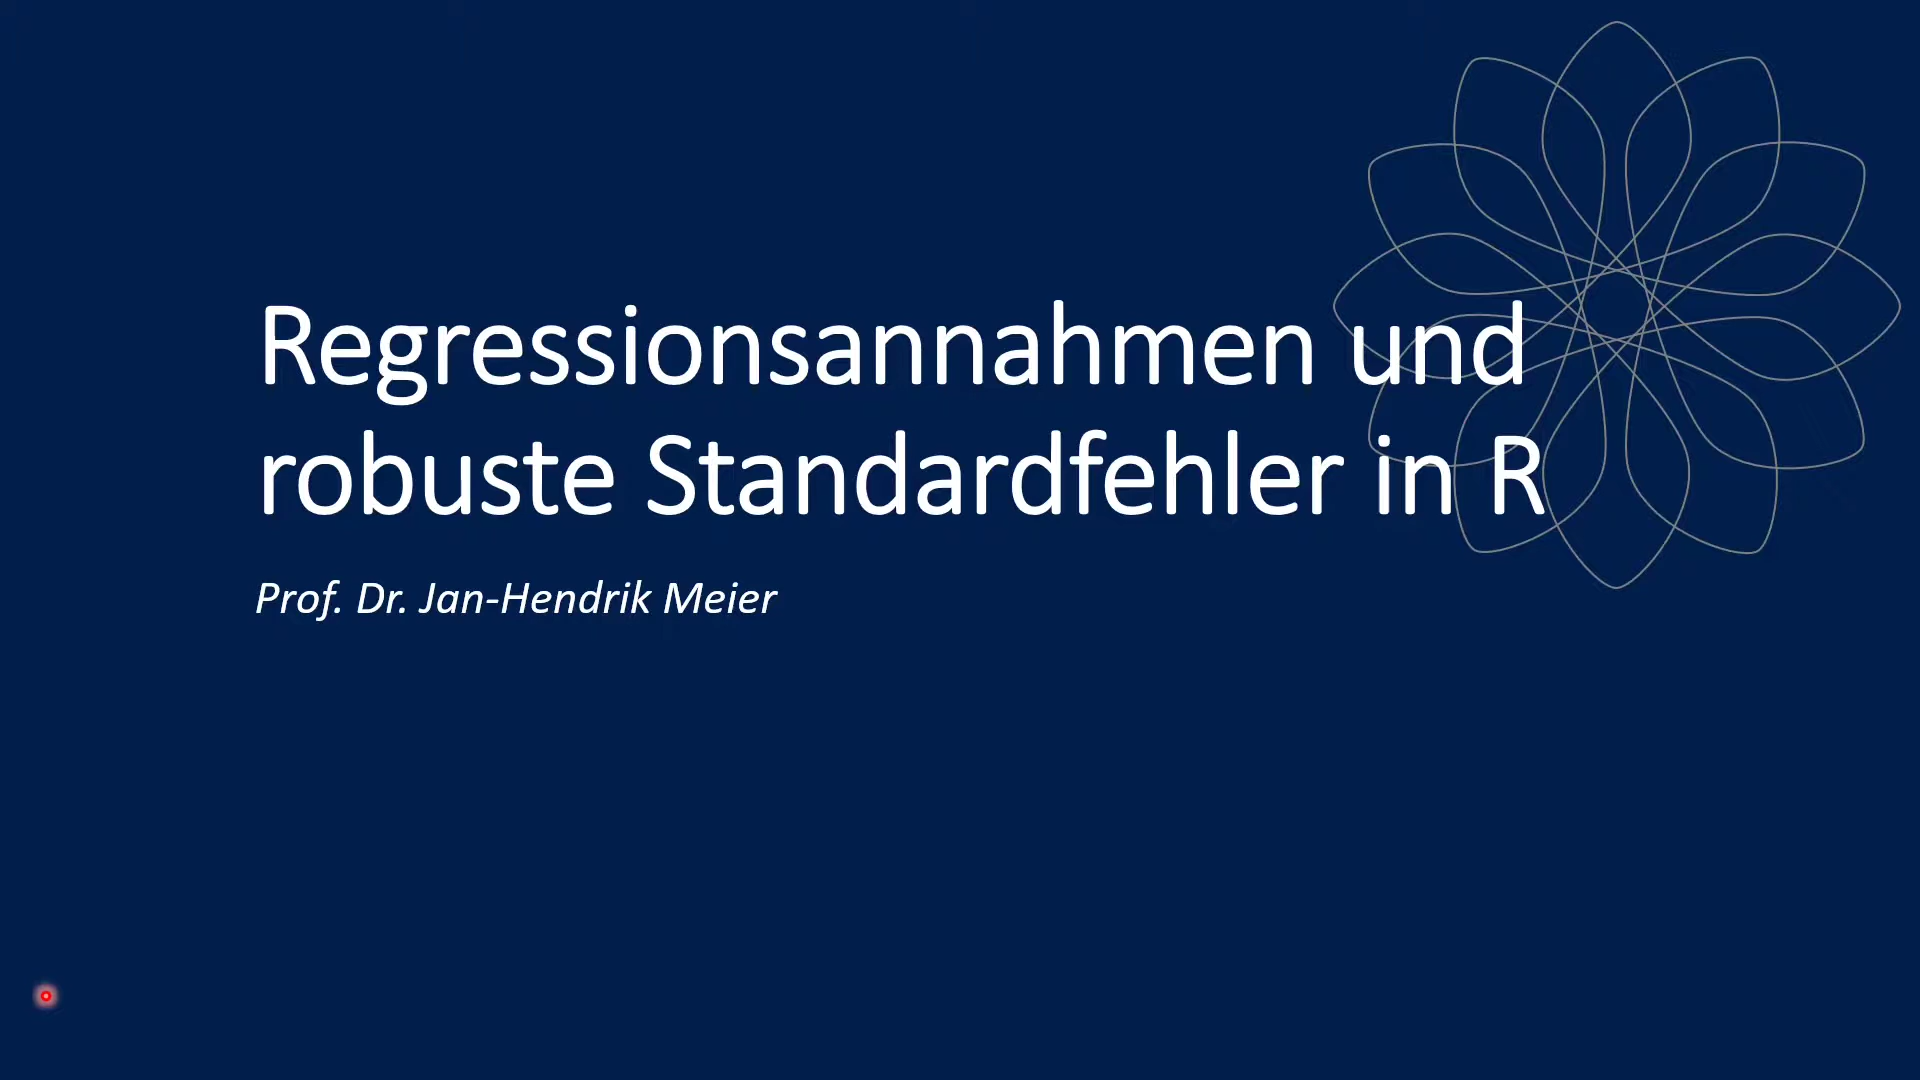 Regressionsannahmen und
robuste Standardfehler in R
Prof. Dr. Jan-Hendrik Meier